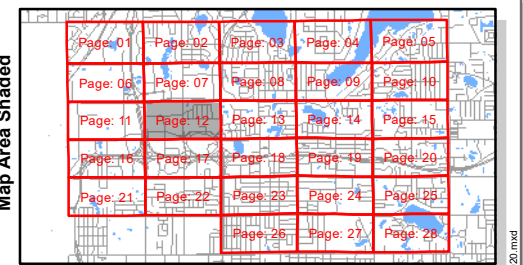 Map Area Shaded
Page: 01 Page: 02 Page: 03 Page: 04 Page: 05
Page: 06 Page: 07 Page: 08 Page: 09 Page: 10
Page: 11 Page: 12 Page: 13 Page: 14 Page: 15
Page: 16 Page: 17 Page: 18 Page: 19 Page: 20
Page: 21 Page: 22 Page: 23 Page: 24 Page: 25
Page: 26 Page: 27 Page: 28
20.mxd